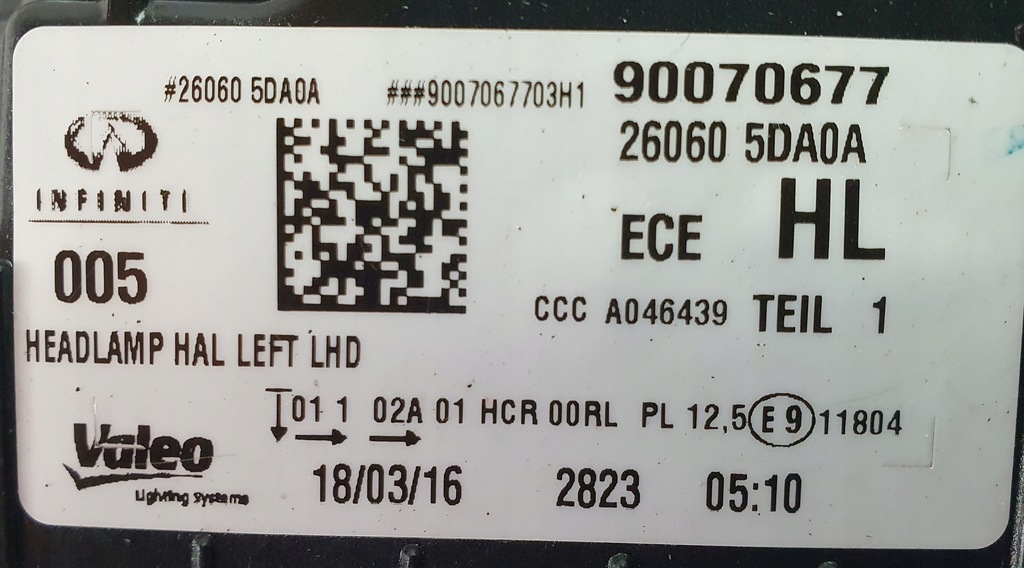 #26060 5DA0A ###9007067703H1 90070677
26060 5DA0A
INFINITI
ECE HL
005
CCC A046439 TEIL 1
HEADLAMP HAL LEFT LHD
01 1 02A 01 HCR 00RL PL 12,5 E 9 11804
Valeo
Lighting systems
18/03/16 2823 05:10